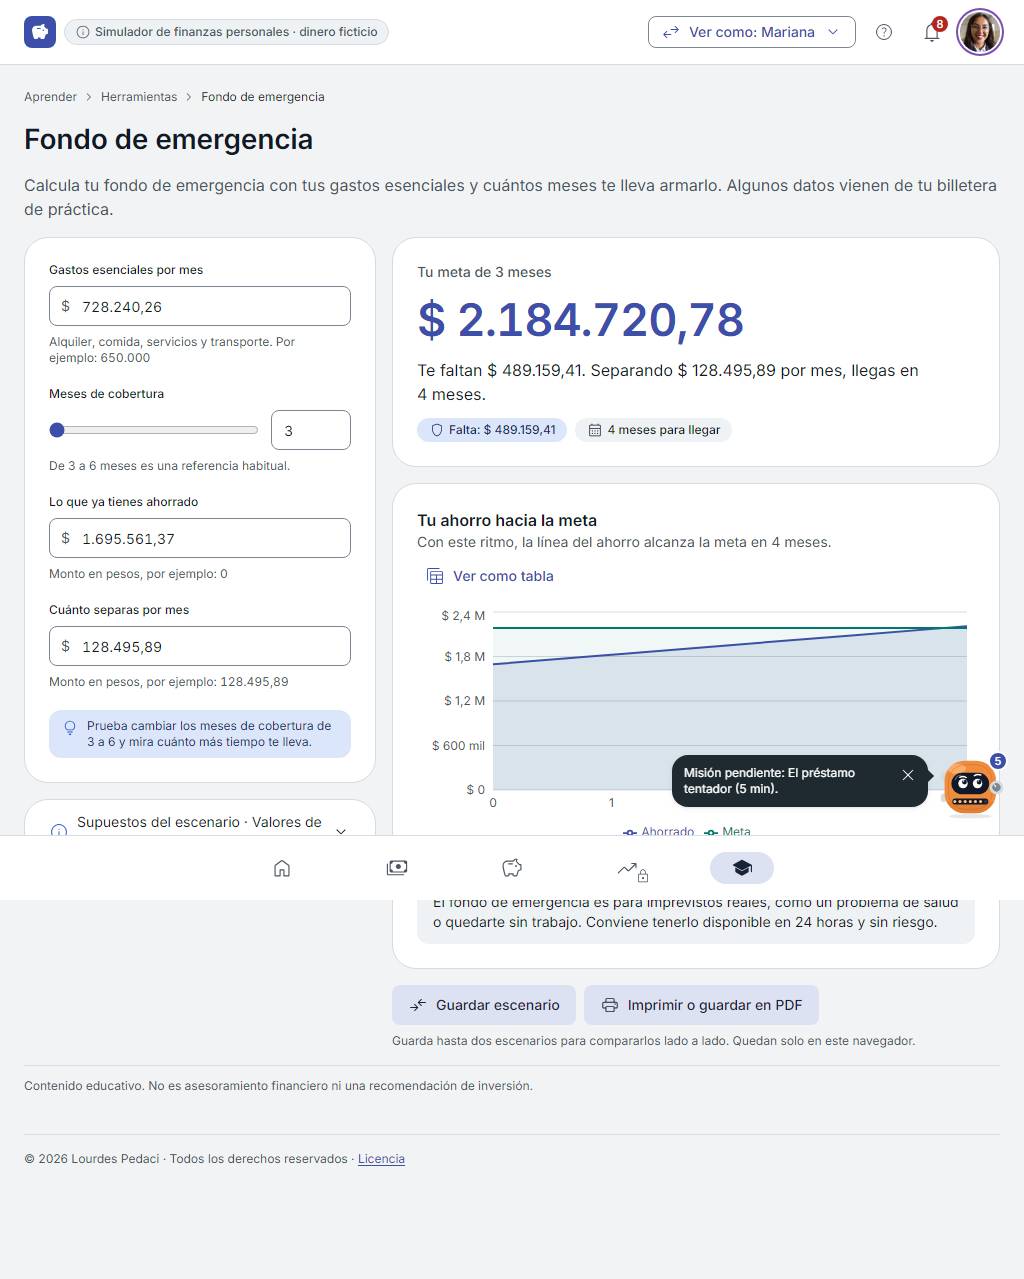 Simulador de finanzas personales · dinero ficticio
Ver como: Mariana
8
Aprender > Herramientas > Fondo de emergencia
Fondo de emergencia
Calcula tu fondo de emergencia con tus gastos esenciales y cuántos meses te lleva armarlo. Algunos datos vienen de tu billetera
de práctica.
Gastos esenciales por mes
$ 728.240,26
Alquiler, comida, servicios y transporte. Por
ejemplo: 650.000
Meses de cobertura
3
De 3 a 6 meses es una referencia habitual.
Lo que ya tienes ahorrado
$ 1.695.561,37
Monto en pesos, por ejemplo: 0
Cuánto separas por mes
$ 128.495,89
Monto en pesos, por ejemplo: 128.495,89
Prueba cambiar los meses de cobertura de
3 a 6 y mira cuánto más tiempo te lleva.
Supuestos del escenario · Valores de
Tu meta de 3 meses
$ 2.184.720,78
Te faltan $ 489.159,41. Separando $ 128.495,89 por mes, llegas en
4 meses.
Falta: $ 489.159,41
4 meses para llegar
Tu ahorro hacia la meta
Con este ritmo, la línea del ahorro alcanza la meta en 4 meses.
Ver como tabla
$ 2,4 M
$ 1,8 M
$ 1,2 M
$ 600 mil
$ 0
0
1
Misión pendiente: El préstamo
tentador (5 min).
5
Ahorrado
Meta
El fondo de emergencia es para imprevistos reales, como un problema de salud
o quedarte sin trabajo. Conviene tenerlo disponible en 24 horas y sin riesgo.
Guardar escenario
Imprimir o guardar en PDF
Guarda hasta dos escenarios para compararlos lado a lado. Quedan solo en este navegador.
Contenido educativo. No es asesoramiento financiero ni una recomendación de inversión.
© 2026 Lourdes Pedaci · Todos los derechos reservados · Licencia